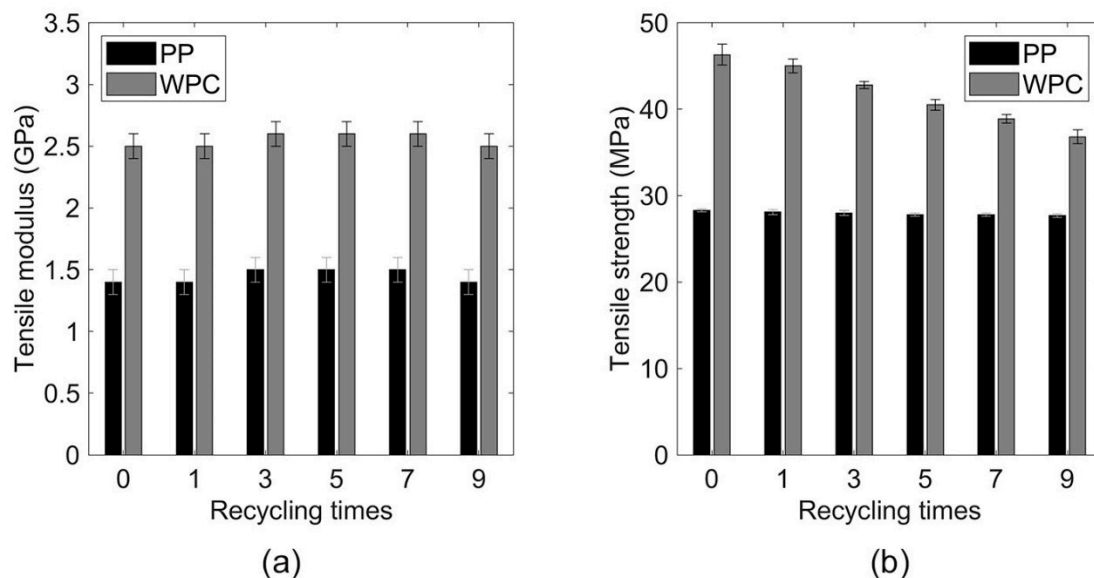 3.5
3
2.5
2
1.5
1
0.5
0
Tensile modulus (GPa)
PP
WPC
0 1 3 5 7 9
Recycling times
(a)
50
40
30
20
10
0
Tensile strength (MPa)
PP
WPC
0 1 3 5 7 9
Recycling times
(b)